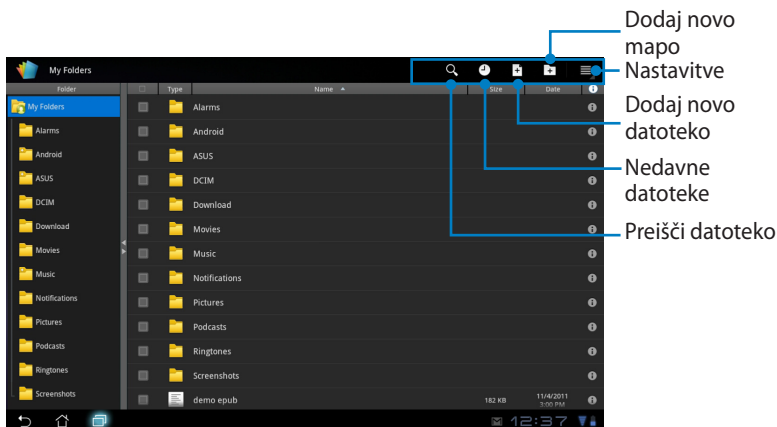 Dodaj novo
mapo
Nastavitve
Dodaj novo
datoteko
Nedavne
datoteke
Preišči datoteko
My Folders
Folder
Type Name Size Date
My Folders
Alarms
Android
ASUS
DCIM
Download
Movies
Music
Notifications
Pictures
Podcasts
Ringtones
Screenshots
Alarms
Android
ASUS
DCIM
Download
Movies
Music
Notifications
Pictures
Podcasts
Ringtones
Screenshots
demo epub 182 KB 11/4/2011
3:00 PM
12:37